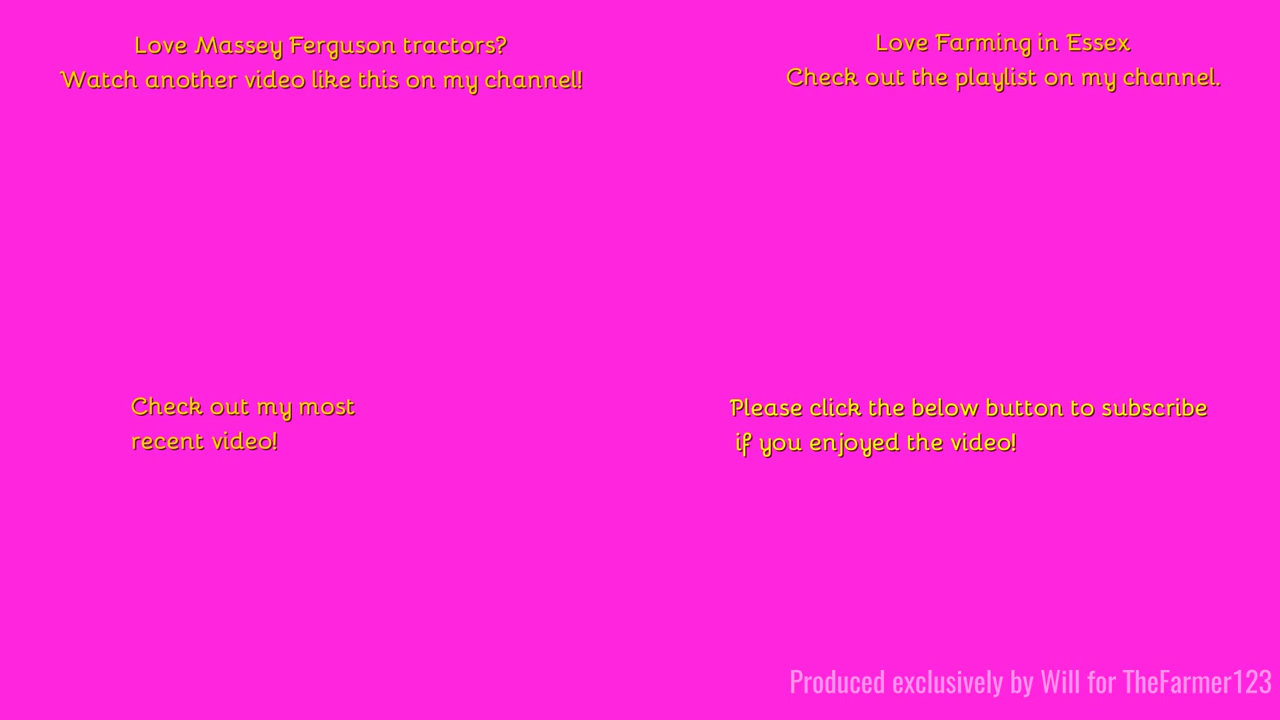 Love Massey Ferguson tractors?
Watch another video like this on my channel!
Love Farming in Essex
Check out the playlist on my channel.
Check out my most
recent video!
Please click the below button to subscribe
if you enjoyed the video!
Produced exclusively by Will for TheFarmer123